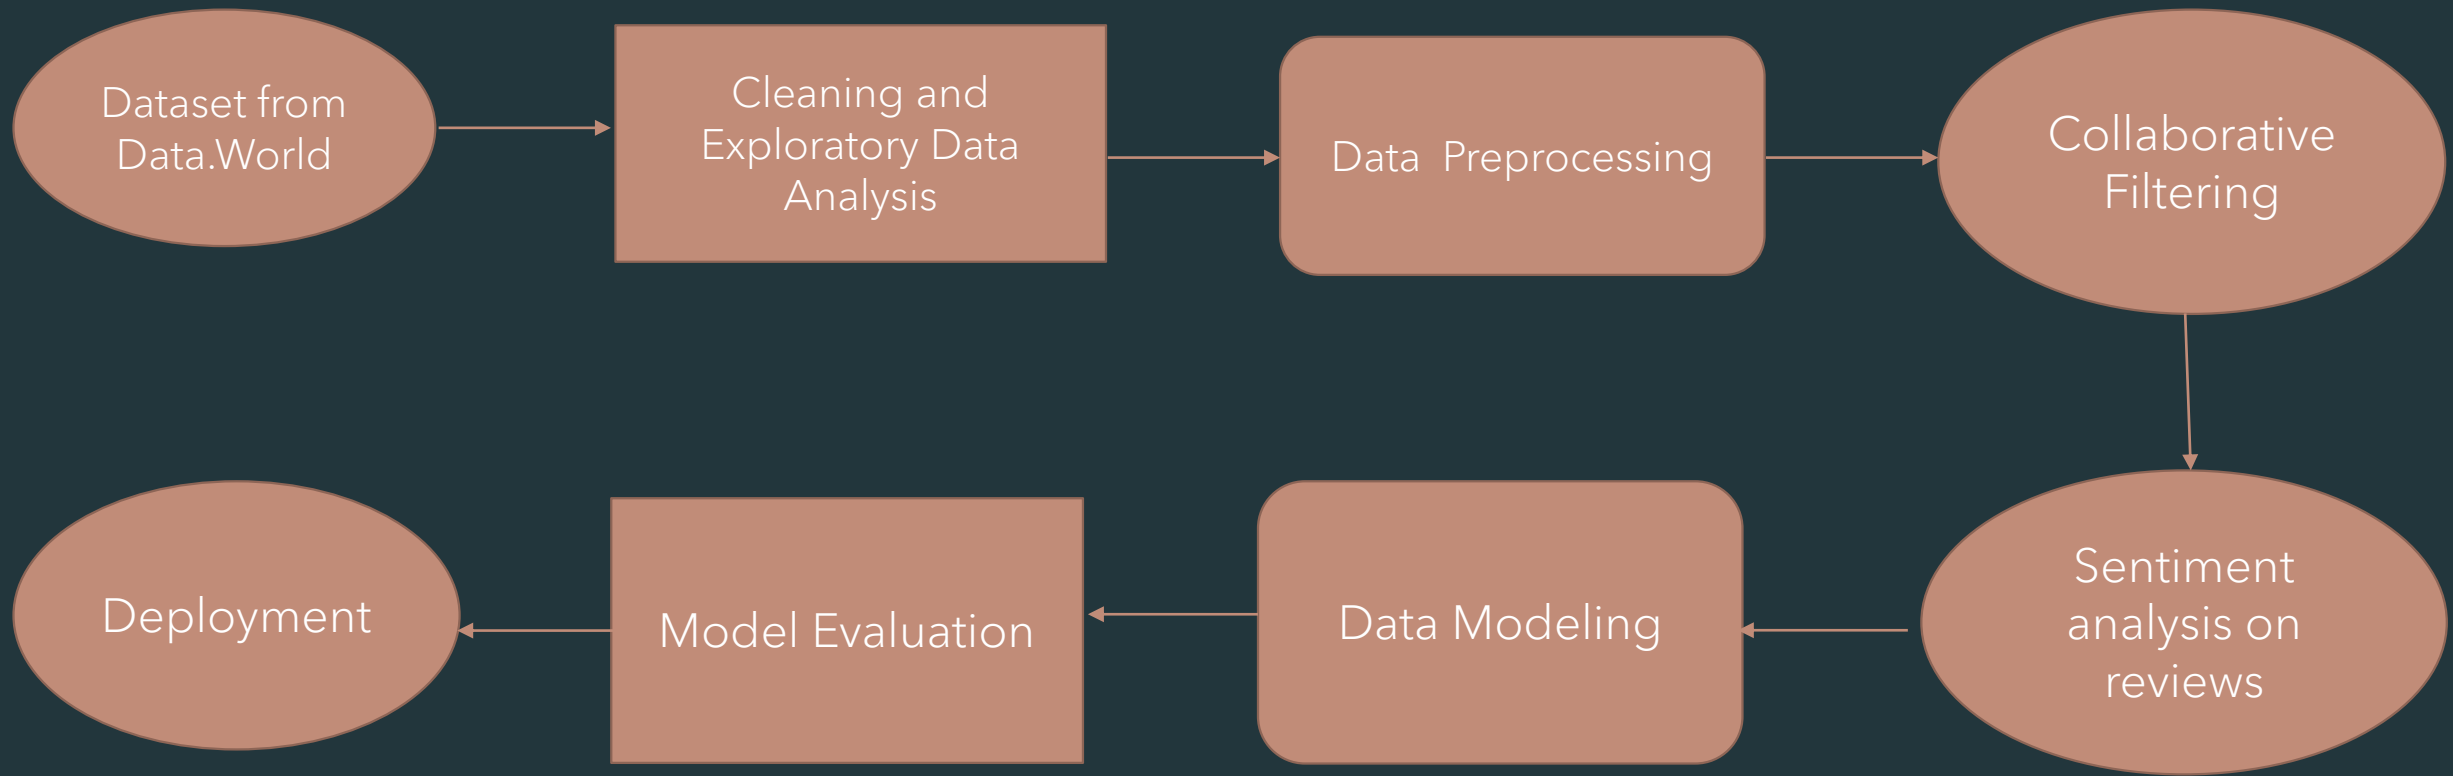 Dataset from
Data.World
Cleaning and
Exploratory Data
Analysis
Data  Preprocessing
Collaborative
Filtering
Sentiment
analysis on
reviews
Data Modeling
Model Evaluation
Deployment